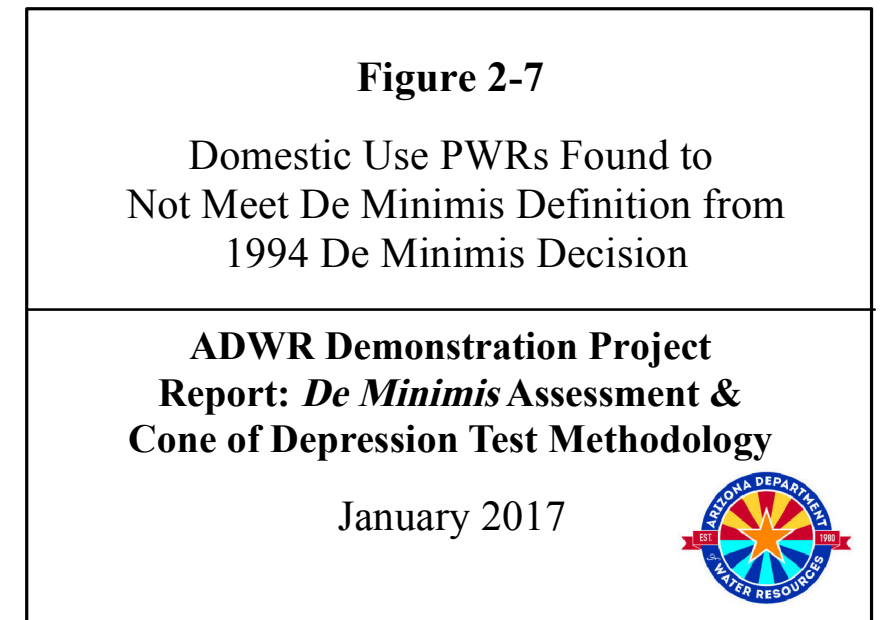 Figure 2-7
Domestic Use PWRs Found to
Not Meet De Minimis Definition from
1994 De Minimis Decision
ADWR Demonstration Project
Report: De Minimis Assessment &
Cone of Depression Test Methodology
January 2017
ARIZONA DEPARTMENT
EST. 1980
of WATER RESOURCES